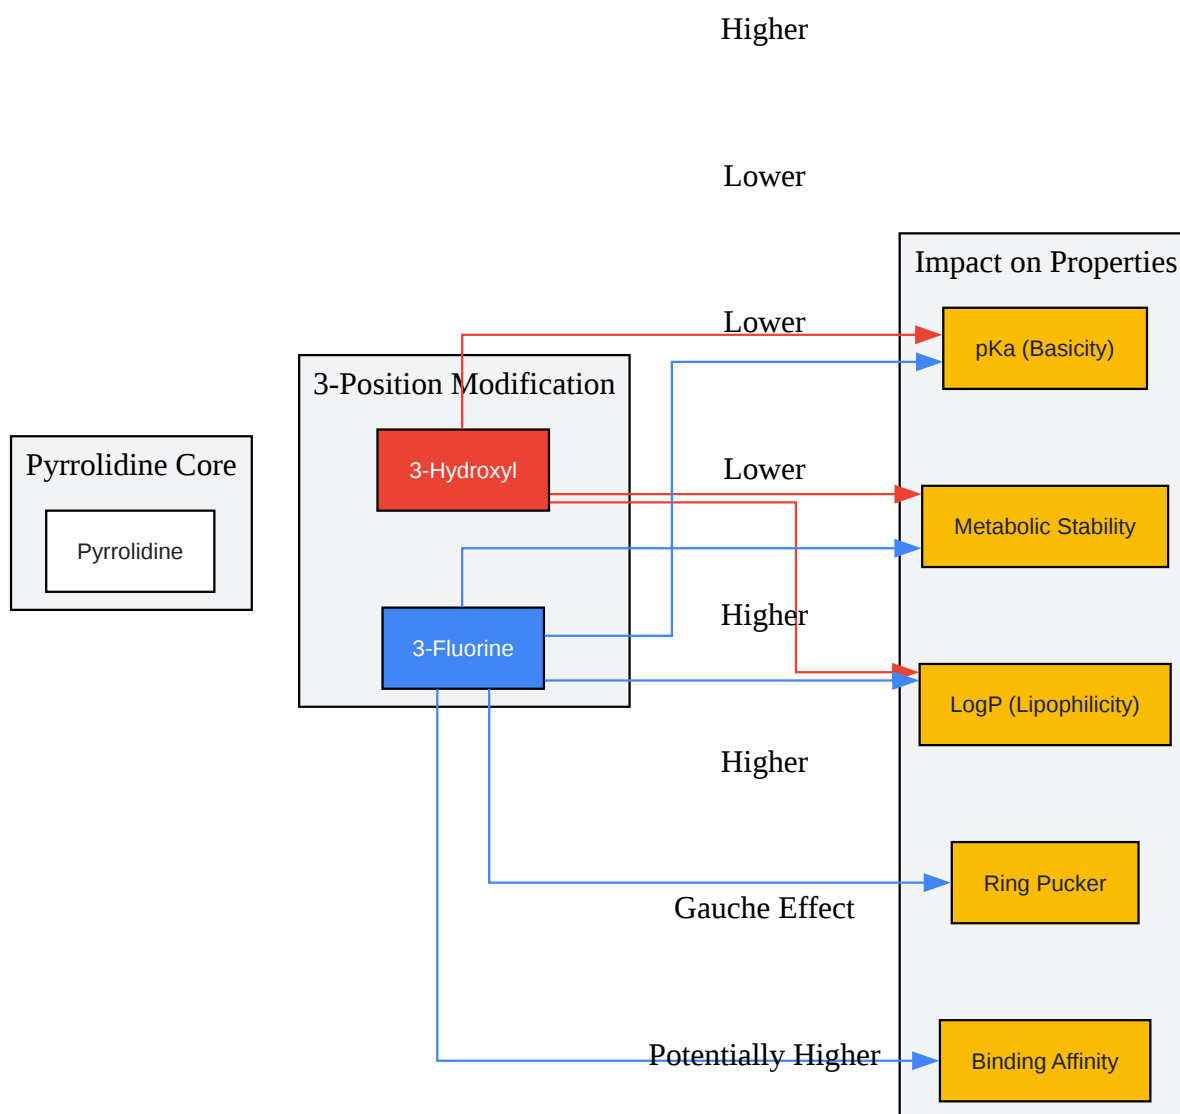 Higher
Lower
Impact on Properties
Lower
pKa (Basicity)
3-Position Modification
Pyrrolidine Core
3-Hydroxyl
Lower
Metabolic Stability
Pyrrolidine
Higher
3-Fluorine
LogP (Lipophilicity)
Higher
Ring Pucker
Gauche Effect
Potentially Higher
Binding Affinity